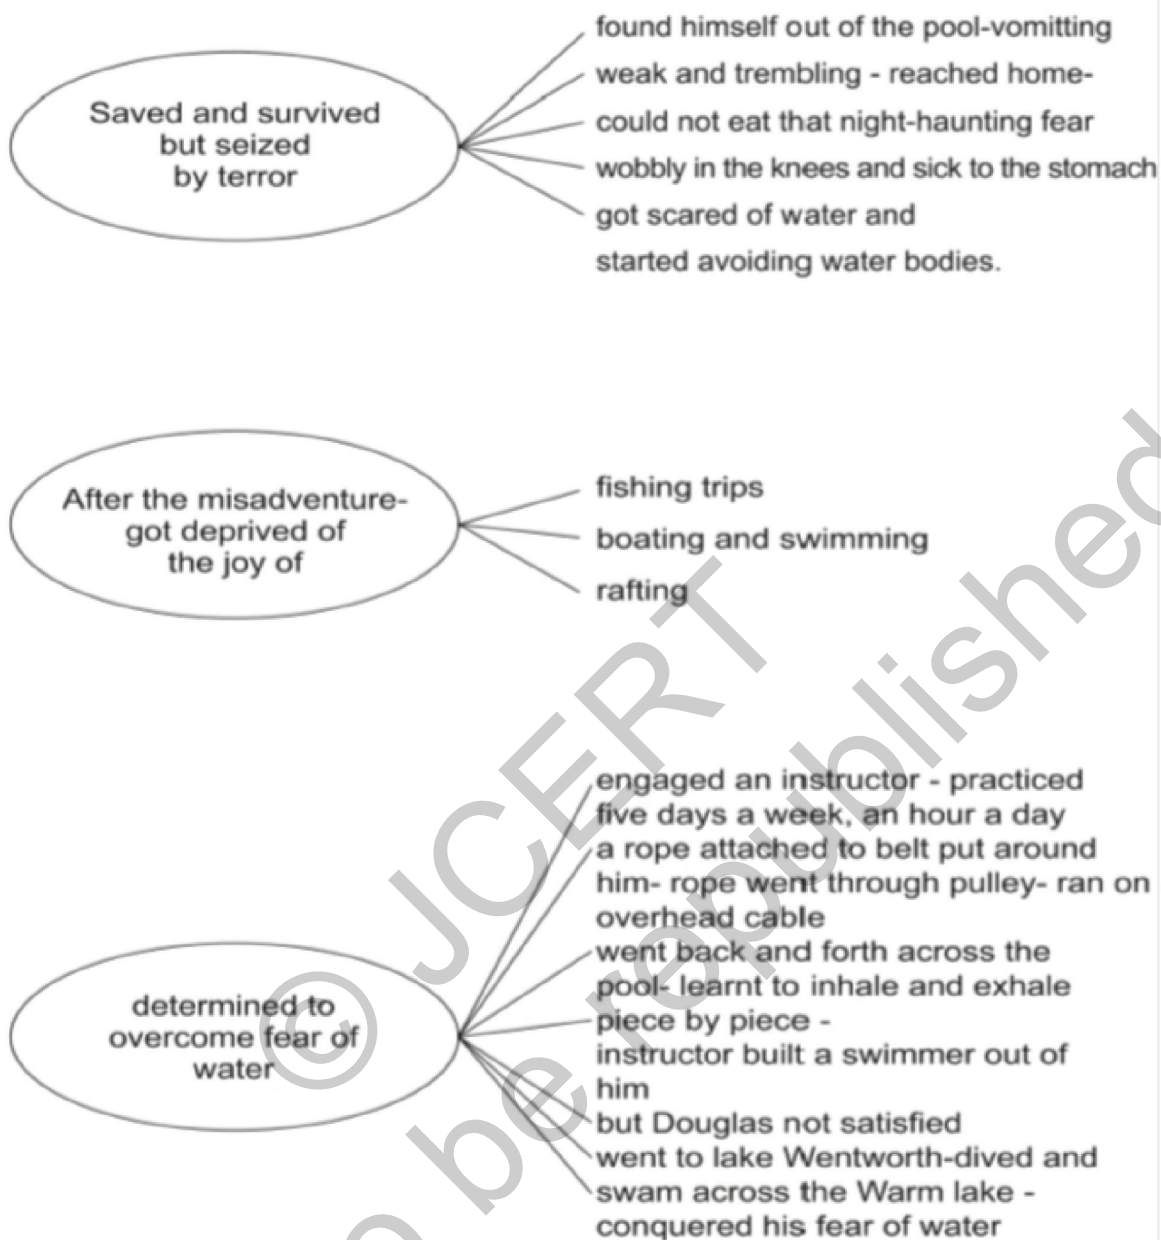 found himself out of the pool-vomitting
weak and trembling - reached home-
could not eat that night-haunting fear
wobbly in the knees and sick to the stomach
got scared of water and
started avoiding water bodies.
Saved and survived
but seized
by terror
After the misadventure-
got deprived of
the joy of
fishing trips
boating and swimming
rafting
determined to
overcome fear of
water
engaged an instructor - practiced
five days a week, an hour a day
a rope attached to belt put around
him- rope went through pulley- ran on
overhead cable
went back and forth across the
pool- learnt to inhale and exhale
piece by piece -
instructor built a swimmer out of
him
but Douglas not satisfied
went to lake Wentworth-dived and
swam across the Warm lake -
conquered his fear of water
© JCERT
be republished